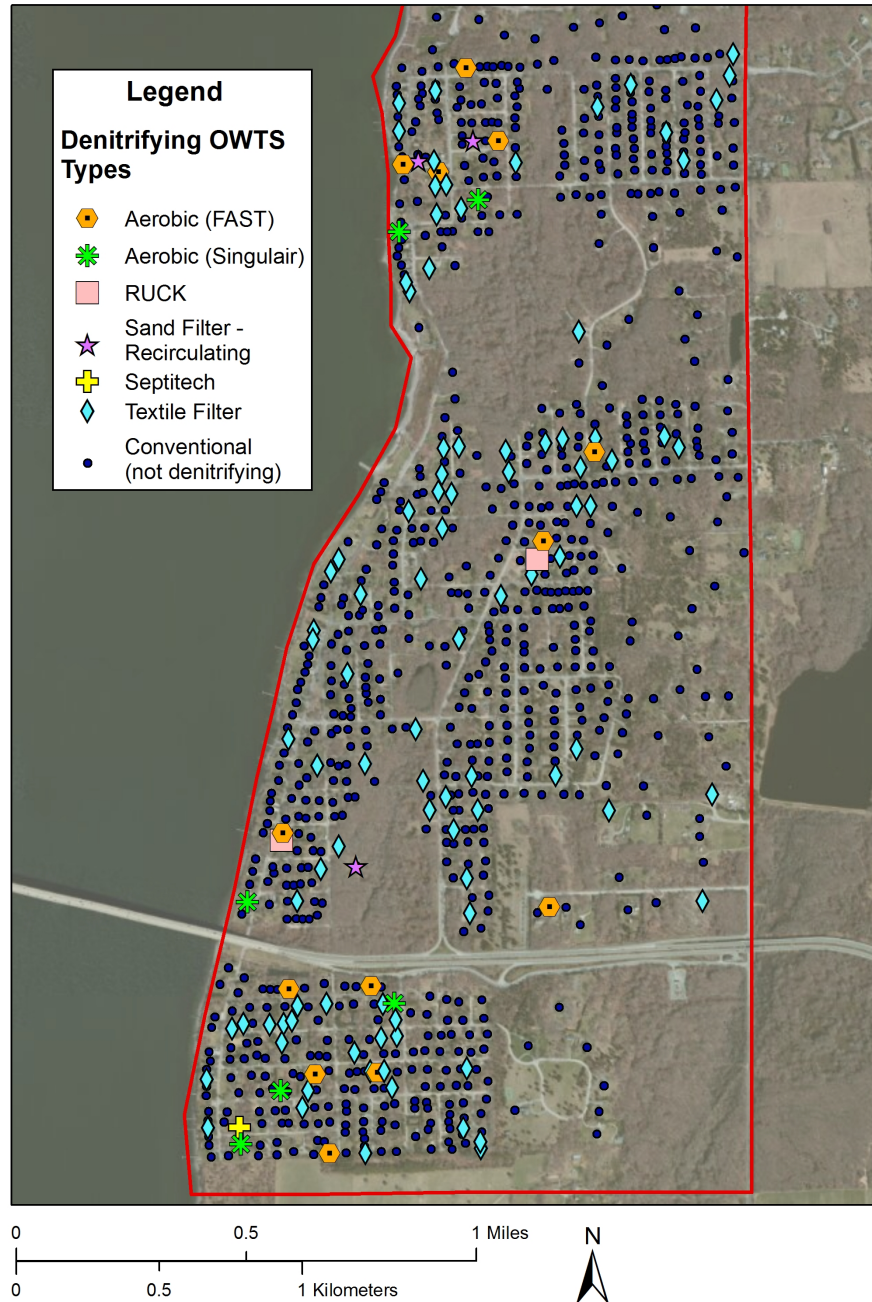 Legend
Denitrifying OWTS
Types
Aerobic (FAST)
Aerobic (Singulair)
RUCK
Sand Filter -
Recirculating
Septitech
Textile Filter
Conventional
(not denitrifying)
0 0.5 1 Miles
0 0.5 1 Kilometers
N